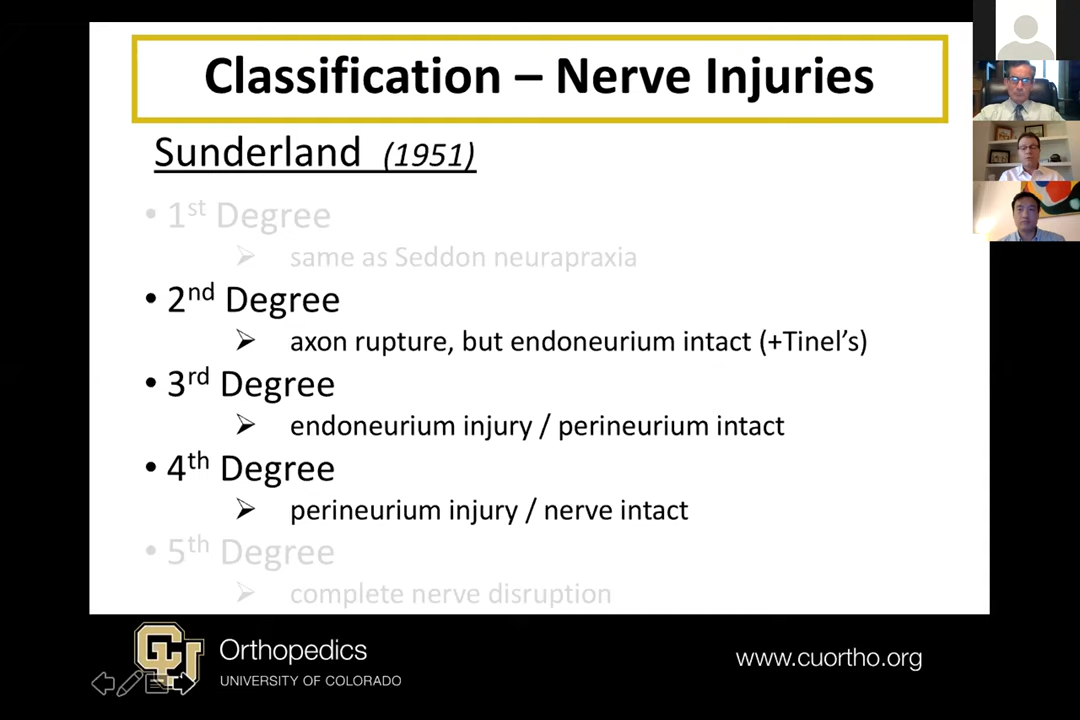 Classification – Nerve Injuries
Sunderland (1951)
• 1st Degree
➢ same as Seddon neurapraxia
• 2nd Degree
➢ axon rupture, but endoneurium intact (+Tinel's)
• 3rd Degree
➢ endoneurium injury / perineurium intact
• 4th Degree
➢ perineurium injury / nerve intact
• 5th Degree
➢ complete nerve disruption
CU
Orthopedics
UNIVERSITY OF COLORADO
www.cuortho.org